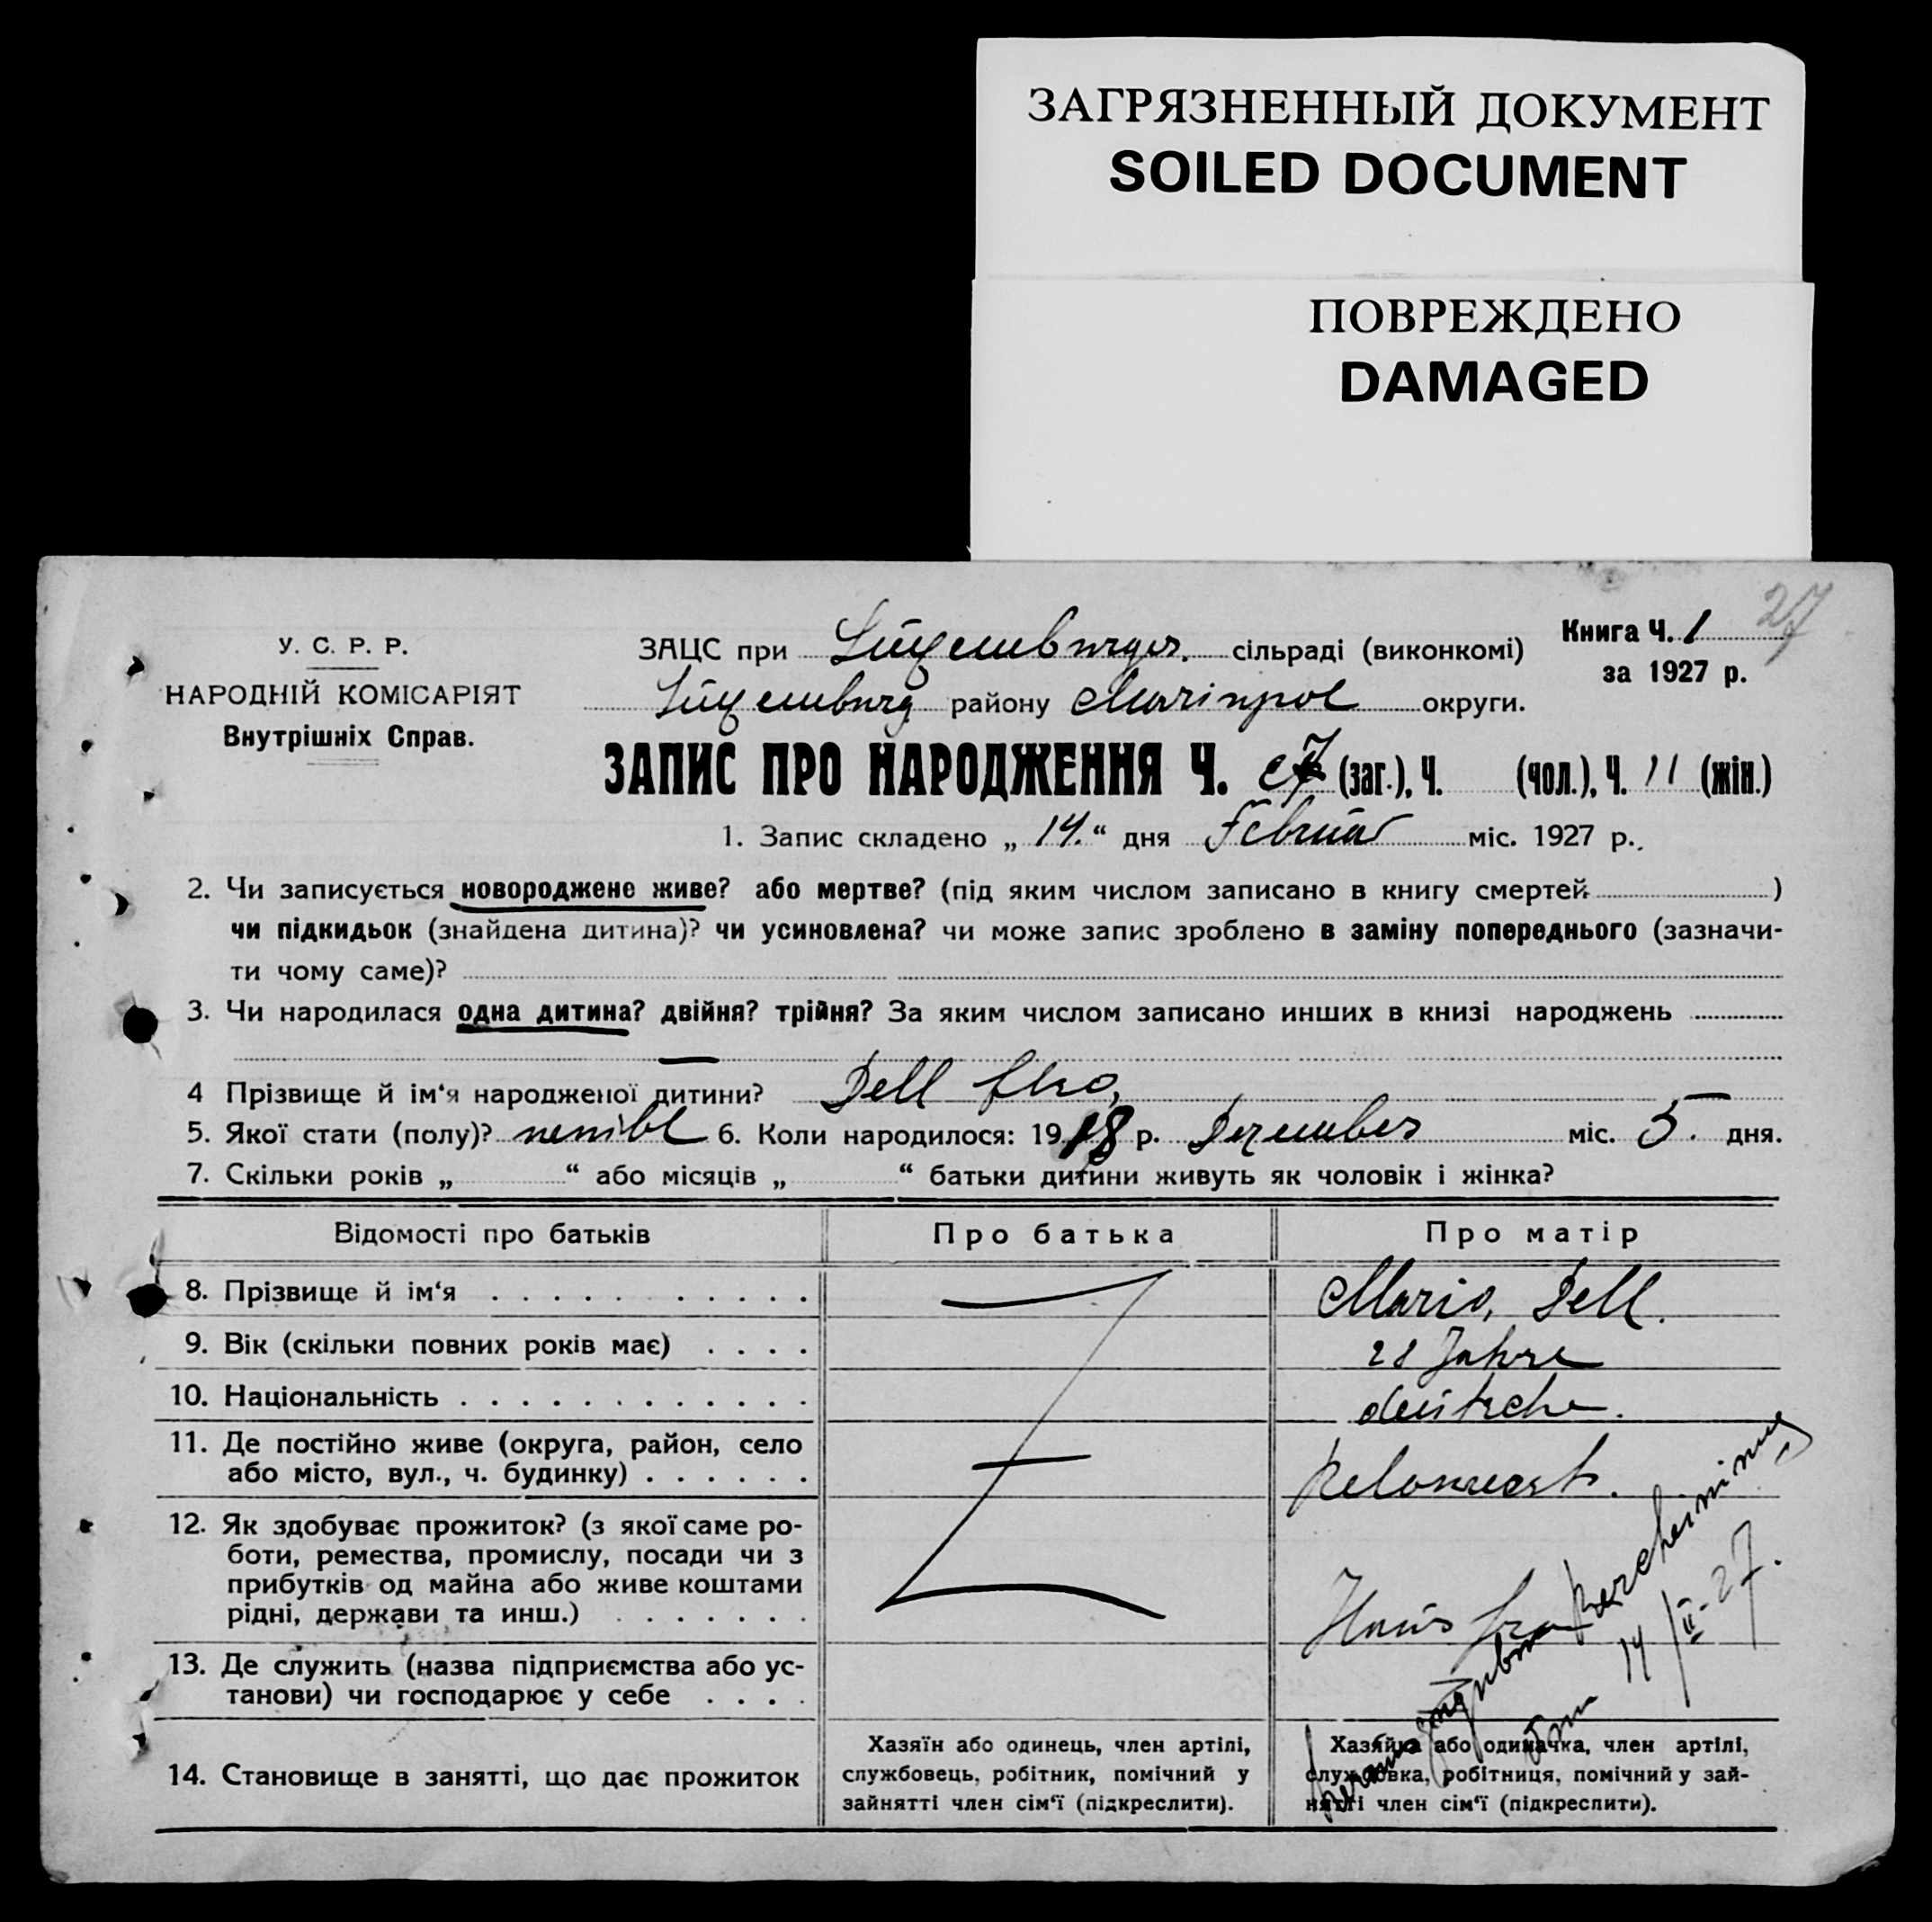 ЗАГРЯЗНЕННЫЙ ДОКУМЕНТ
SOILED DOCUMENT
ПОВРЕЖДЕНО
DAMAGED
27
У. С. Р. Р.
НАРОДНІЙ КОМІСАРІЯТ
Внутрішніх Справ.
ЗАЦС при Lüxemburger. сільраді (виконкомі)
Lüxemburg району Mariupol округи.
Книга Ч. 1
за 1927 р.
ЗАПИС ПРО НАРОДЖЕННЯ Ч. (заг.), Ч. (чол.), Ч. 11 (жін.)
1. Запис складено „ 14. “ дня Februar міс. 1927 р.
2. Чи записується новороджене живе? або мертве? (під яким числом записано в книгу смертей )
чи підкидьок (знайдена дитина)? чи усиновлена? чи може запис зроблено в заміну попереднього (зазначи-
ти чому саме)?
3. Чи народилася одна дитина? двійня? трійня? За яким числом записано инших в книзі народжень
—
4 Прізвище й ім‘я народженої дитини? Dell
5. Якої стати (полу)? 6. Коли народилося: 1918 р. Dezember міс. 5. дня.
7. Скільки років „ “ або місяців „ “ батьки дитини живуть як чоловік і жінка?
Відомості про батьків Про батька Про матір
8. Прізвище й ім‘я Maria, Dell.
9. Вік (скільки повних років має) 28 Jahre
10. Національність deutsche.
11. Де постійно живе (округа, район, село
або місто, вул., ч. будинку)
12. Як здобуває прожиток? (з якої саме ро-
боти, ремества, промислу, посади чи з
прибутків од майна або живе коштами
рідні, держави та инш.) Hausfrau
14/II-27.
13. Де служить (назва підприємства або ус-
танови) чи господарює у себе
14. Становище в занятті, що дає прожиток
Хазяїн або одинець, член артілі,
службовець, робітник, помічний у
зайнятті член сім‘ї (підкреслити).
Хазяйка або одиначка, член артілі,
службовка, робітниця, помічний у зай-
нятті член сім‘ї (підкреслити).